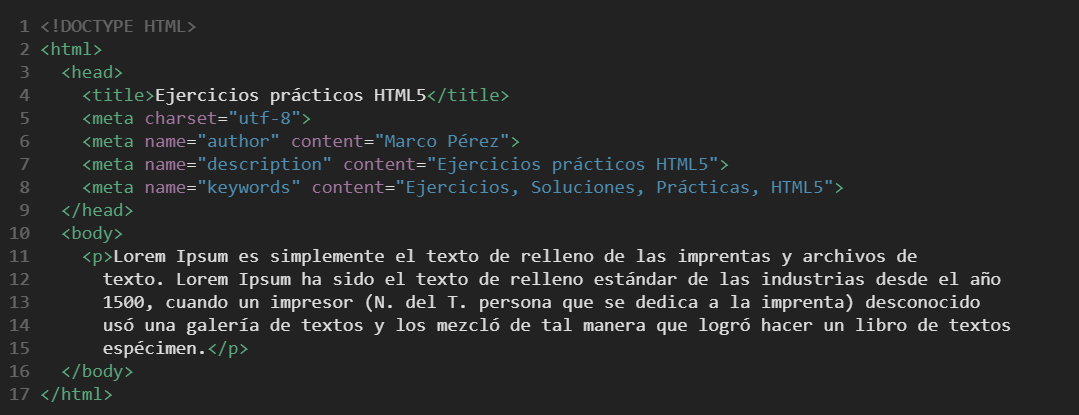 1 <!DOCTYPE HTML>
2 <html>
3   <head>
4     <title>Ejercicios prácticos HTML5</title>
5     <meta charset="utf-8">
6     <meta name="author" content="Marco Pérez">
7     <meta name="description" content="Ejercicios prácticos HTML5">
8     <meta name="keywords" content="Ejercicios, Soluciones, Prácticas, HTML5">
9   </head>
10   <body>
11     <p>Lorem Ipsum es simplemente el texto de relleno de las imprentas y archivos de
12       texto. Lorem Ipsum ha sido el texto de relleno estándar de las industrias desde el año
13       1500, cuando un impresor (N. del T. persona que se dedica a la imprenta) desconocido
14       usó una galería de textos y los mezcló de tal manera que logró hacer un libro de textos
15       espécimen.</p>
16   </body>
17 </html>